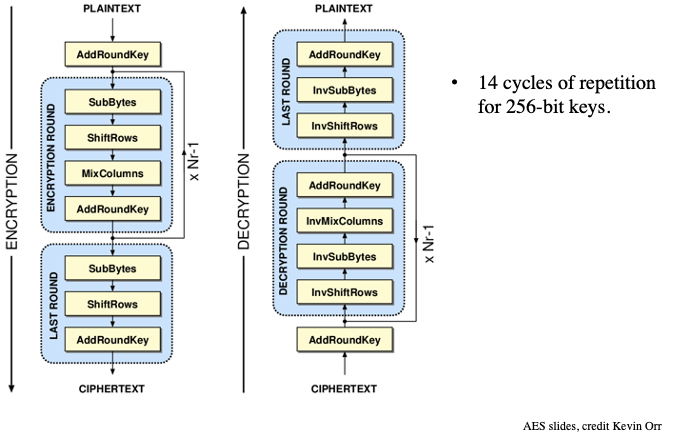 PLAINTEXT
AddRoundKey
ENCRYPTION ROUND
SubBytes
ShiftRows
MixColumns
AddRoundKey
x Nr-1
ENCRYPTION
LAST ROUND
SubBytes
ShiftRows
AddRoundKey
CIPHERTEXT
PLAINTEXT
LAST ROUND
AddRoundKey
InvSubBytes
InvShiftRows
DECRYPTION
DECRYPTION ROUND
AddRoundKey
InvMixColumns
InvSubBytes
InvShiftRows
x Nr-1
AddRoundKey
CIPHERTEXT
• 14 cycles of repetition
for 256-bit keys.
AES slides, credit Kevin Orr